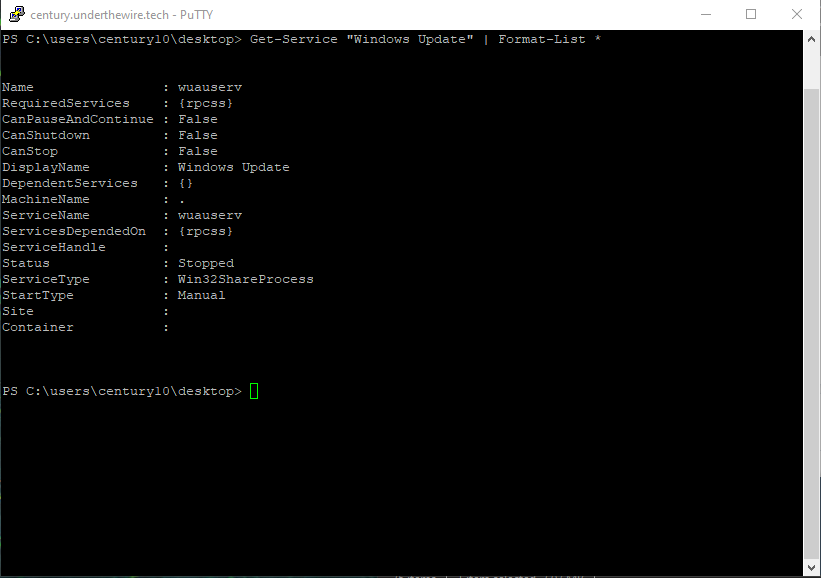 century.underthewire.tech - PuTTY
PS C:\users\century10\desktop> Get-Service "Windows Update" | Format-List *
Name                : wuauserv
RequiredServices    : {rpcss}
CanPauseAndContinue : False
CanShutdown         : False
CanStop             : False
DisplayName         : Windows Update
DependentServices   : {}
MachineName         : .
ServiceName         : wuauserv
ServicesDependedOn  : {rpcss}
ServiceHandle       :
Status              : Stopped
ServiceType         : Win32ShareProcess
StartType           : Manual
Site                :
Container           :
PS C:\users\century10\desktop>